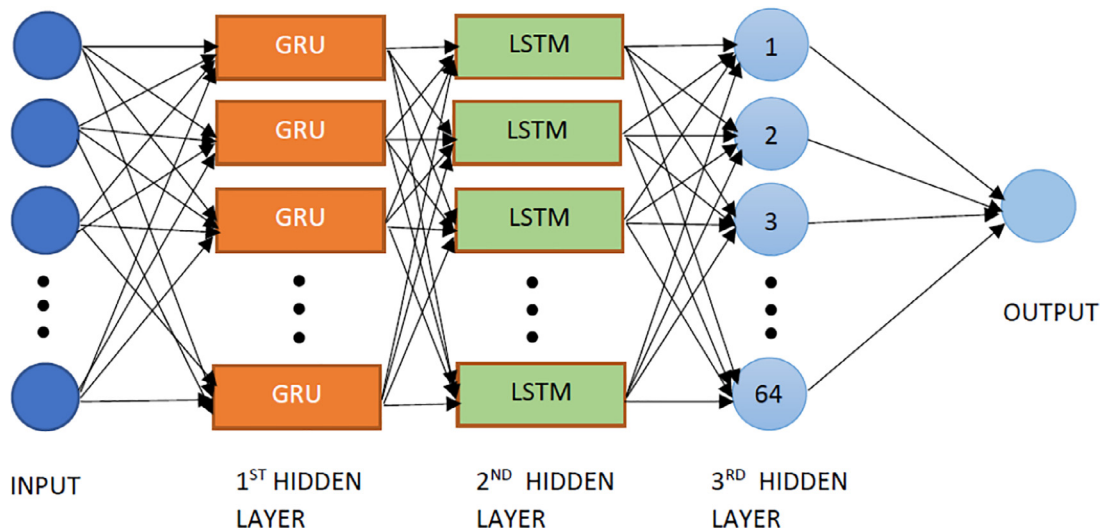 GRU LSTM 1
GRU LSTM 2
GRU LSTM 3
GRU LSTM 64
OUTPUT
INPUT
1ST HIDDEN
LAYER
2ND HIDDEN
LAYER
3RD HIDDEN
LAYER